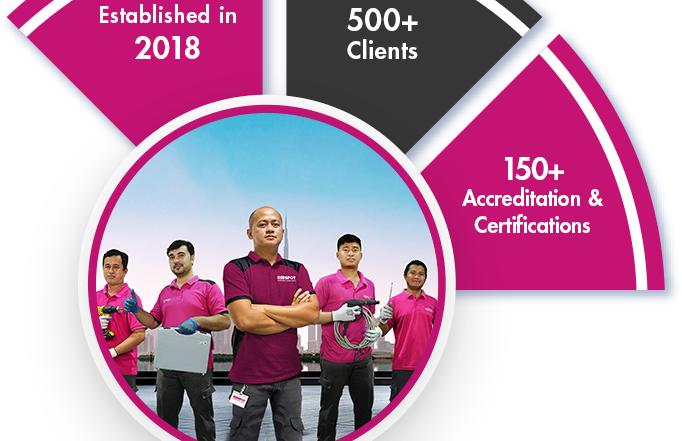 Established in
2018
500+
Clients
150+
Accreditation &
Certifications